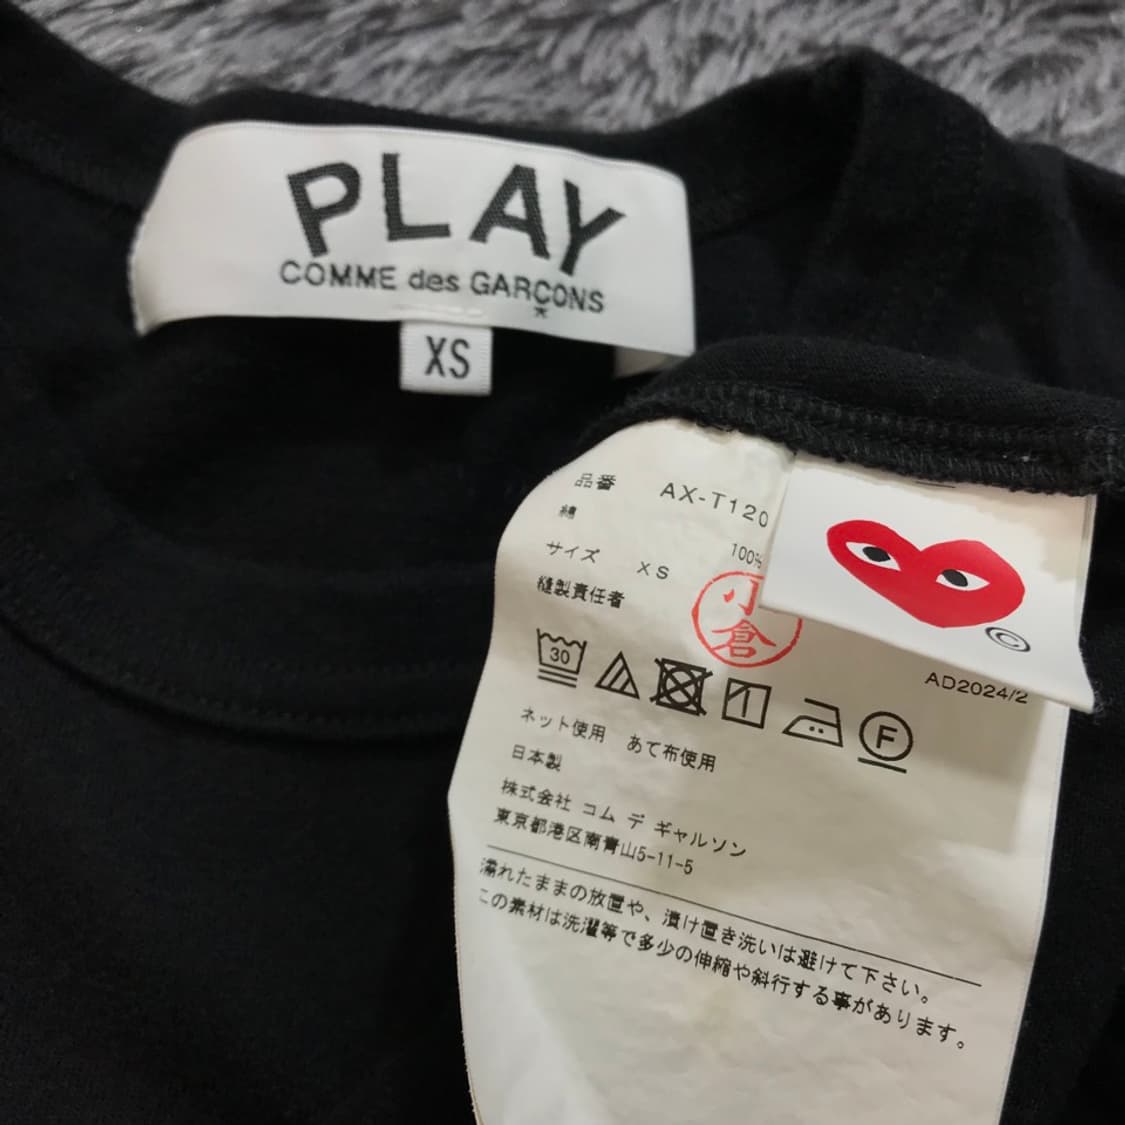 PLAY
COMME des GARÇONS
XS
品番 AX-T120
綿 100%
サイズ XS
縫製責任者
小倉
©
AD2024/2
30
F
ネット使用 あて布使用
日本製
株式会社 コム デ ギャルソン
東京都港区南青山5-11-5
濡れたままの放置や、漬け置き洗いは避けて下さい。
この素材は洗濯等で多少の伸縮や斜行する事があります。